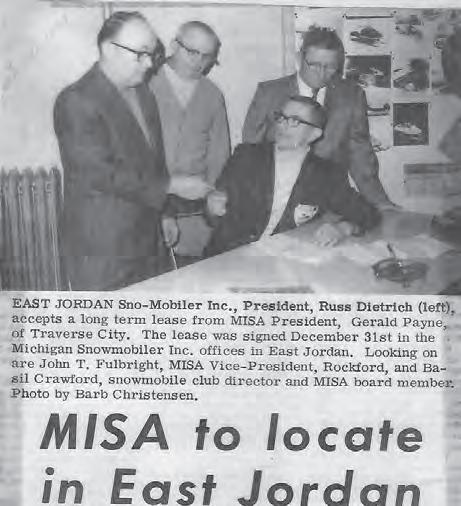 EAST JORDAN Sno-Mobiler Inc., President, Russ Dietrich (left),
accepts a long term lease from MISA President, Gerald Payne,
of Traverse City. The lease was signed December 31st in the
Michigan Snowmobiler Inc. offices in East Jordan. Looking on
are John T. Fulbright, MISA Vice-President, Rockford, and Ba-
sil Crawford, snowmobile club director and MISA board member.
Photo by Barb Christensen.
MISA to locate
in East Jordan